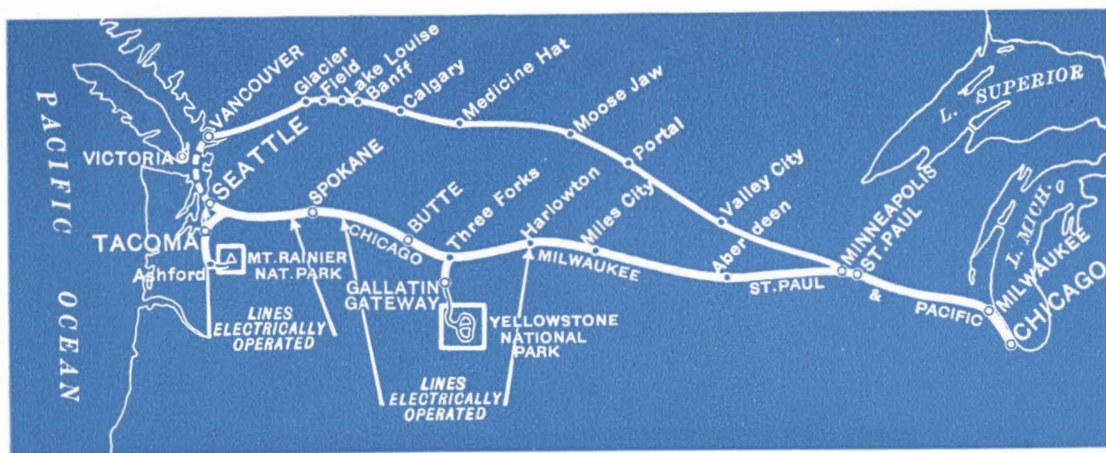 PACIFIC
OCEAN
VICTORIA
VANCOUVER
Glacier
Field
Lake Louise
Banff
Calgary
Medicine Hat
Moose Jaw
Portal
Valley City
L. SUPERIOR
L. MICH.
SEATTLE
TACOMA
Ashford
MT. RAINIER
NAT. PARK
SPOKANE
BUTTE
Three Forks
Harlowton
Miles City
Aberdeen
MINNEAPOLIS
ST. PAUL
MILWAUKEE
CHICAGO
CHICAGO
MILWAUKEE
ST. PAUL
&
PACIFIC
GALLATIN
GATEWAY
YELLOWSTONE
NATIONAL
PARK
LINES
ELECTRICALLY
OPERATED
LINES
ELECTRICALLY
OPERATED